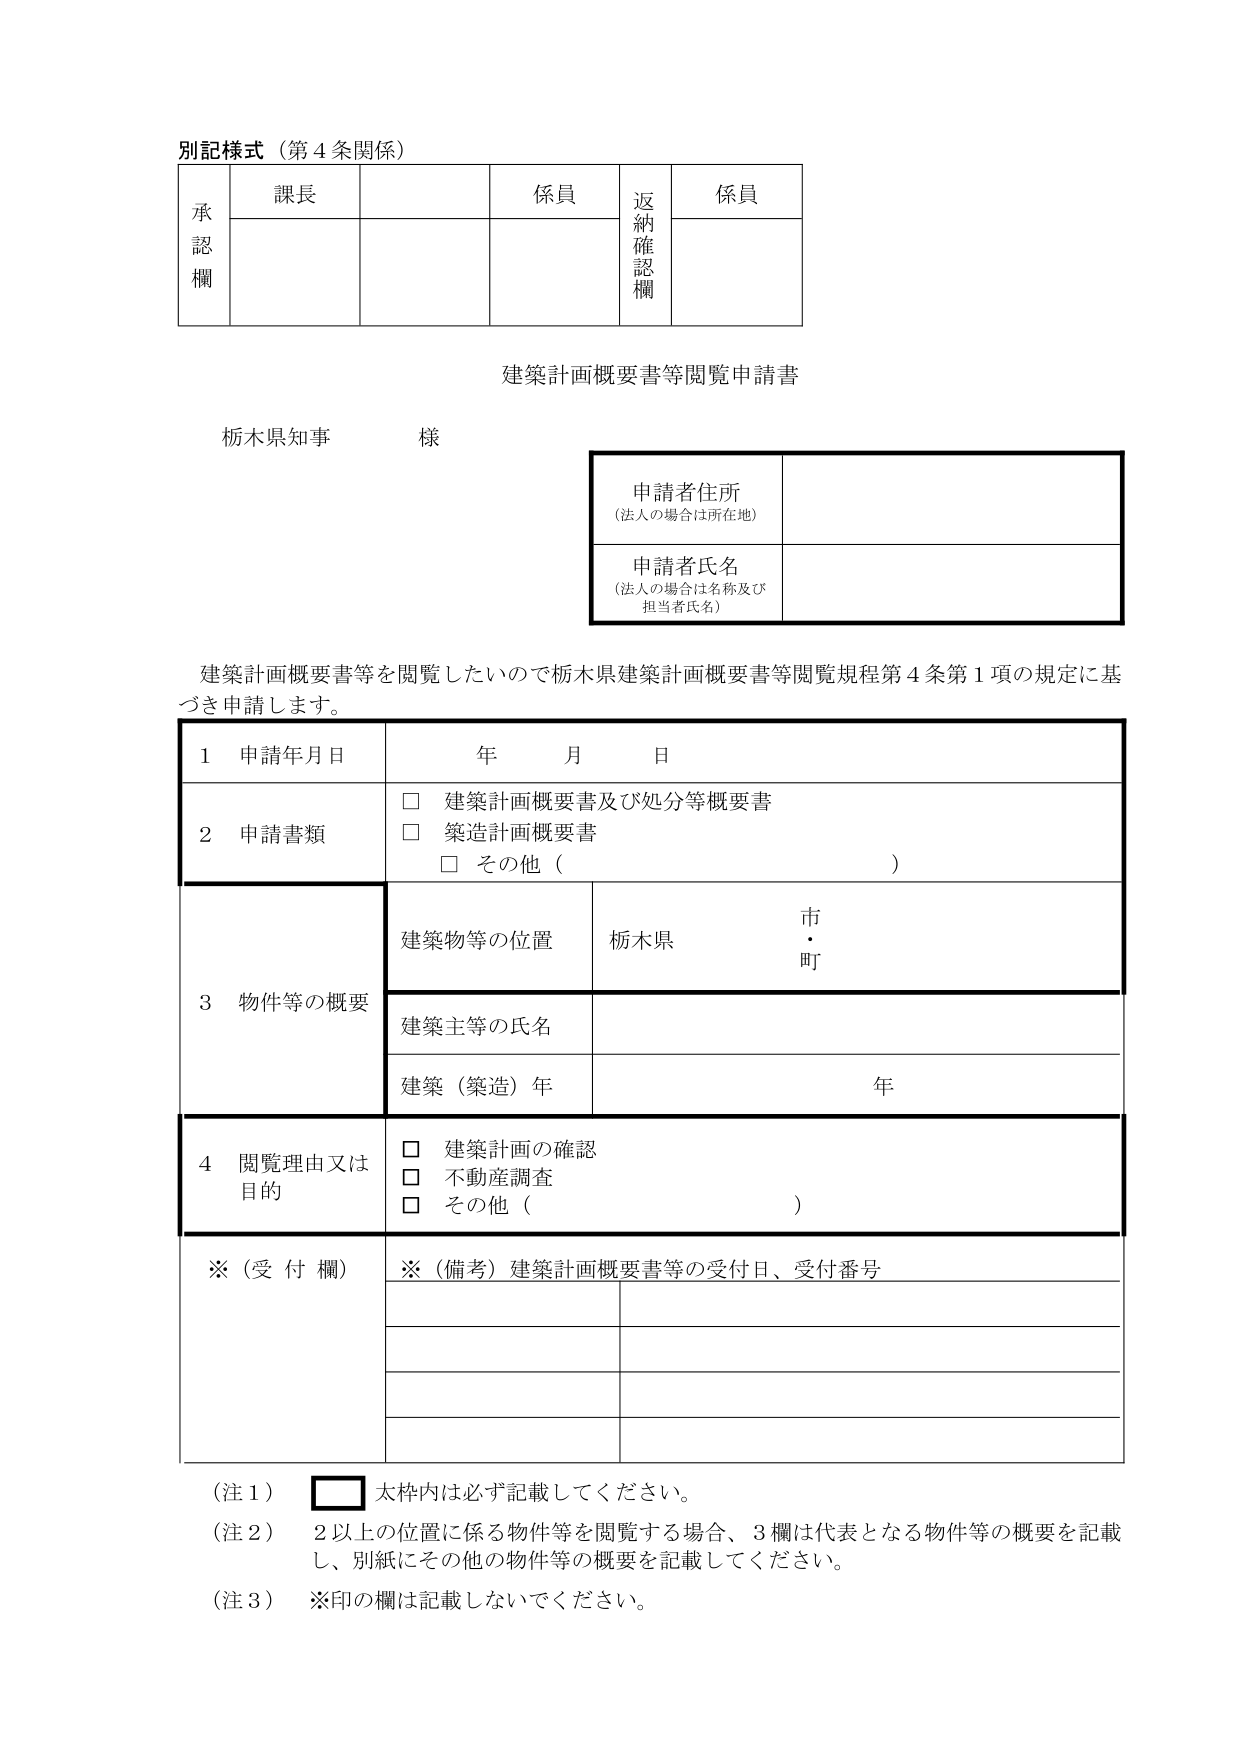 別記様式（第４条関係）
承認欄
課長
係員
返納確認欄
係員
建築計画概要書等閲覧申請書
栃木県知事　　　　様
申請者住所
（法人の場合は所在地）
申請者氏名
（法人の場合は名称及び
担当者氏名）
建築計画概要書等を閲覧したいので栃木県建築計画概要書等閲覧規程第４条第１項の規定に基
づき申請します。
１　申請年月日
年　　　月　　　日
２　申請書類
□　建築計画概要書及び処分等概要書
□　築造計画概要書
□　その他（　　　　　　　　　　　　　　　）
３　物件等の概要
建築物等の位置
栃木県
市
・
町
建築主等の氏名
建築（築造）年
年
４　閲覧理由又は
目的
□　建築計画の確認
□　不動産調査
□　その他（　　　　　　　　　　　　）
※（受 付 欄）
※（備考）建築計画概要書等の受付日、受付番号
（注１）　太枠内は必ず記載してください。
（注２）　２以上の位置に係る物件等を閲覧する場合、３欄は代表となる物件等の概要を記載
し、別紙にその他の物件等の概要を記載してください。
（注３）　※印の欄は記載しないでください。